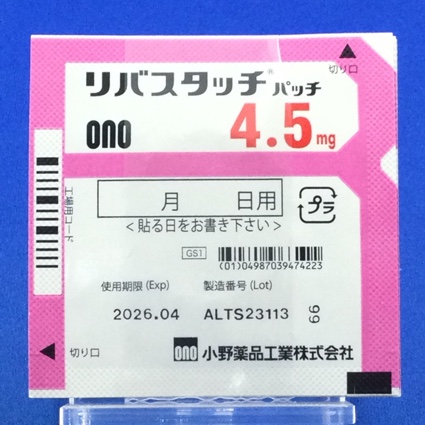 切り口
リバスタッチ®パッチ
ono 4.5mg
月 日用
プラ
<貼る日をお書き下さい>
工場用コード
GS1
(01)04987039474223
使用期限 (Exp) 製造番号 (Lot)
2026.04 ALTS23113
99
切り口
ono 小野薬品工業株式会社